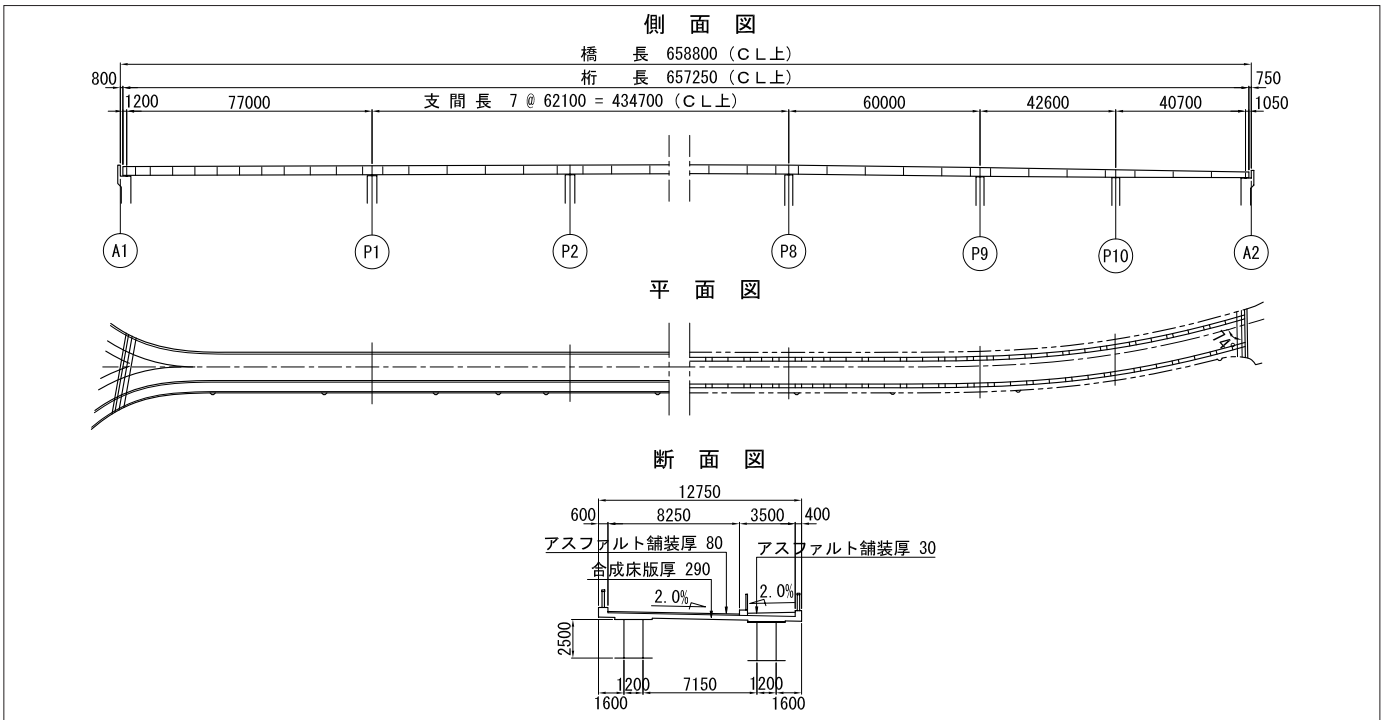 側 面 図
橋 長 658800 (CL上)
800 桁 長 657250 (CL上) 750
1200 77000 支 間 長 7 @ 62100 = 434700 (CL上) 60000 42600 40700 1050
A1 P1 P2 P8 P9 P10 A2
平 面 図
74°
断 面 図
12750
600 8250 3500 400
アスファルト舗装厚 80 アスファルト舗装厚 30
合成床版厚 290
2.0% 2.0%
2500
1200 7150 1200
1600 1600